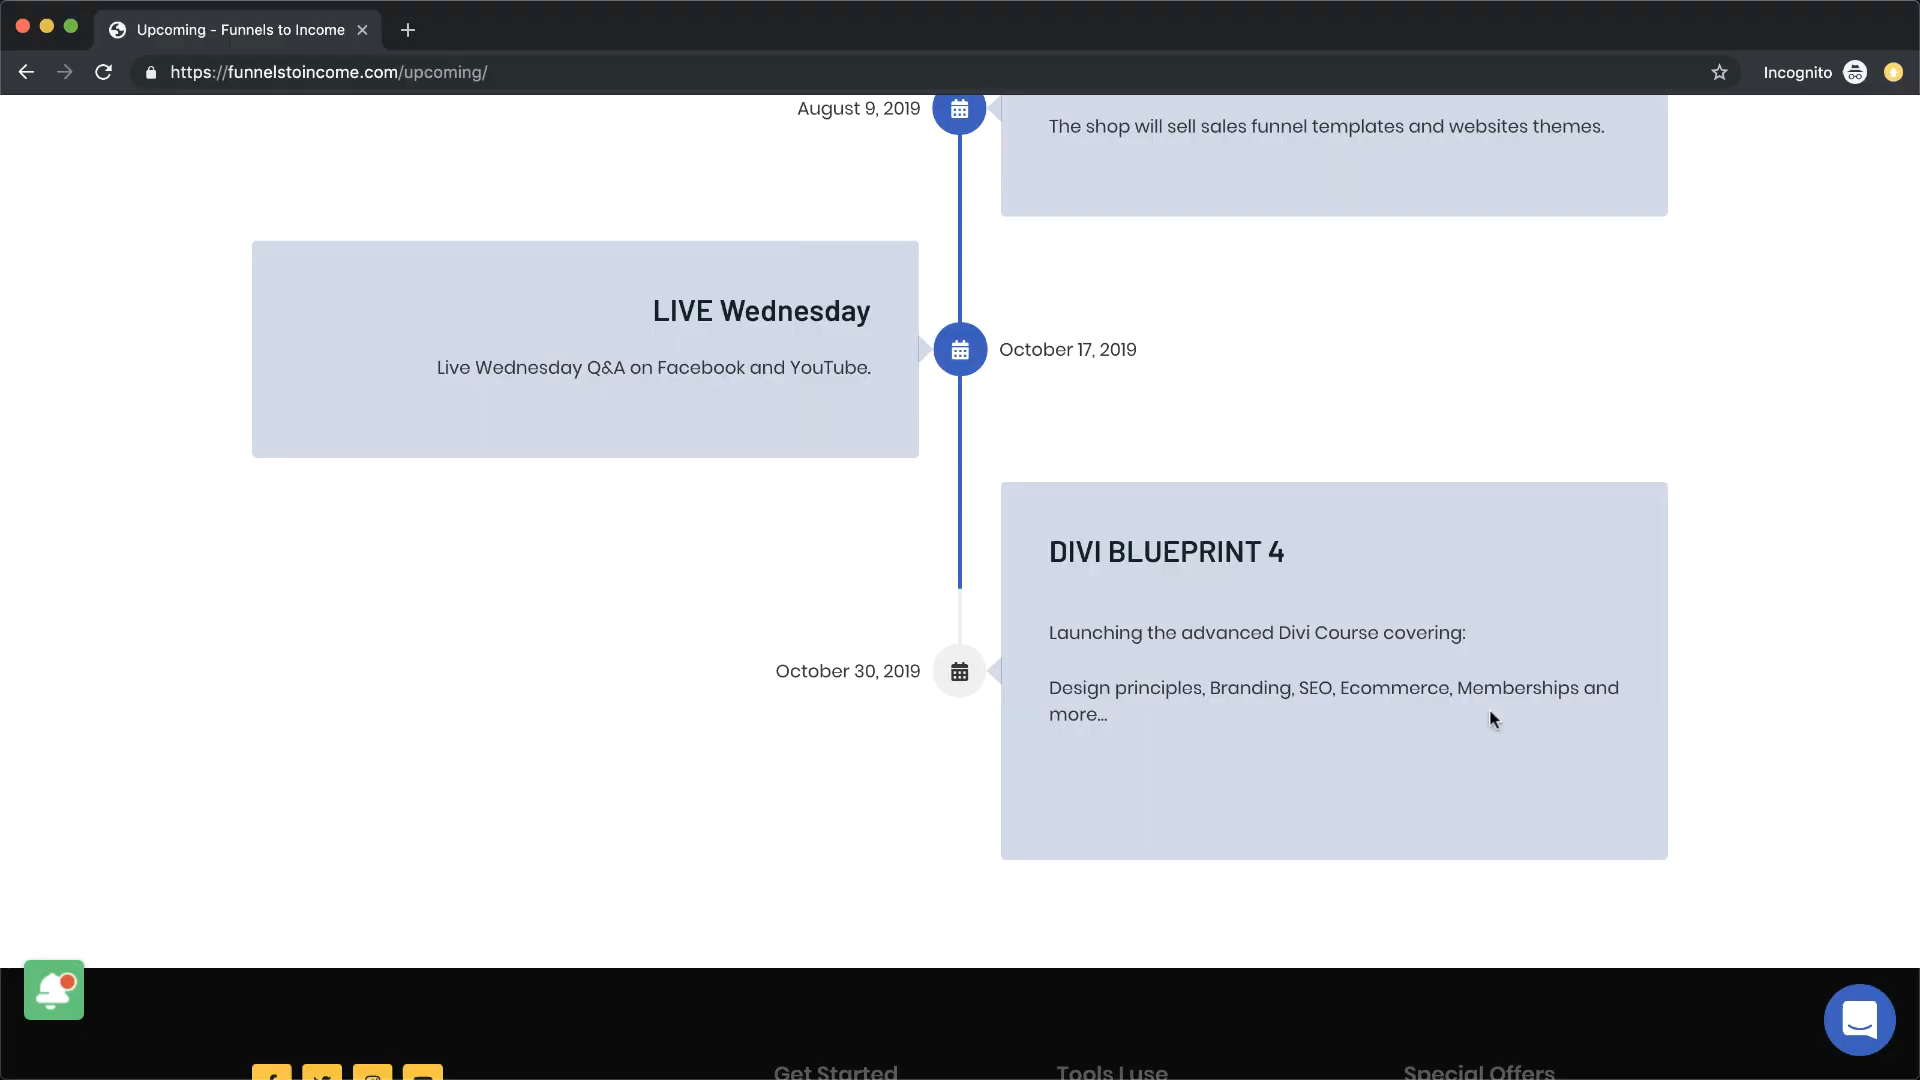 Upcoming - Funnels to Income
https://funnelstoincome.com/upcoming/
Incognito
August 9, 2019
The shop will sell sales funnel templates and websites themes.
LIVE Wednesday
Live Wednesday Q&A on Facebook and YouTube.
October 17, 2019
DIVI BLUEPRINT 4
Launching the advanced Divi Course covering:
October 30, 2019
Design principles, Branding, SEO, Ecommerce, Memberships and
more...
Get Started
Tools I use
Special Offers